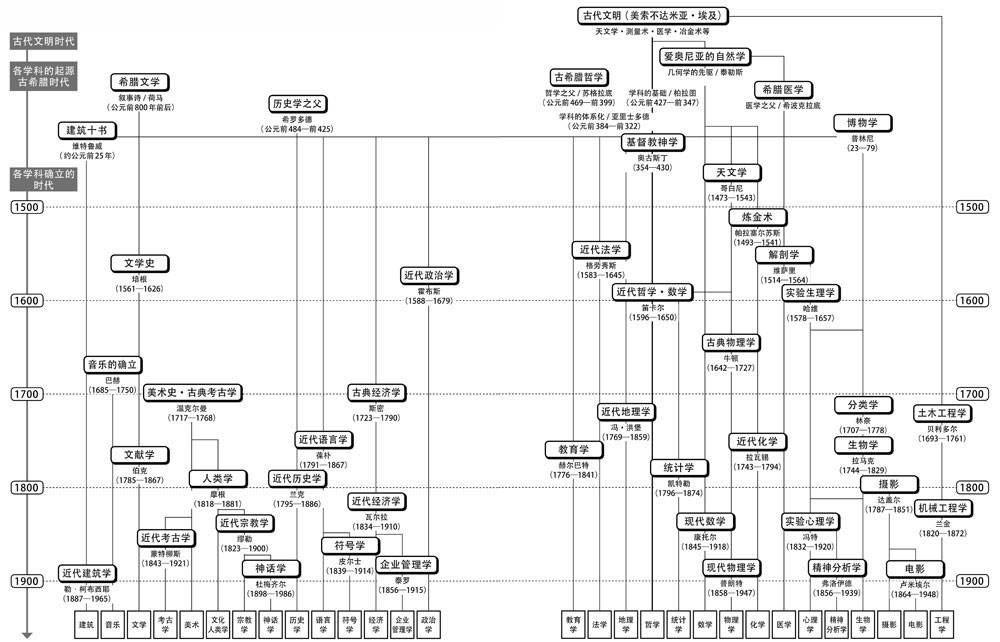 古代文明时代
各学科的起源
古希腊时代
各学科确立的
时代
1500
1600
1700
1800
1900
古代文明（美索不达米亚・埃及）
天文学・测量术・医学・冶金术等
爱奥尼亚的自然学
几何学的先驱 / 泰勒斯
古希腊哲学
哲学之父 / 苏格拉底
（公元前469—前399）
学科的基础 / 柏拉图
（公元前427—前347）
学科的体系化 / 亚里士多德
（公元前384—前322）
希腊医学
医学之父 / 希波克拉底
希腊文学
叙事诗 / 荷马
（公元前800年前后）
历史学之父
希罗多德
（公元前484—前425）
建筑十书
维特鲁威
（约公元前25年）
博物学
普林尼
（23—79）
基督教神学
奥古斯丁
（354—430）
天文学
哥白尼
（1473—1543）
炼金术
帕拉塞尔苏斯
（1493—1541）
解剖学
维萨里
（1514—1564）
近代法学
格劳秀斯
（1583—1645）
文学史
培根
（1561—1626）
近代政治学
霍布斯
（1588—1679）
近代哲学・数学
笛卡尔
（1596—1650）
实验生理学
哈维
（1578—1657）
古典物理学
牛顿
（1642—1727）
音乐的确立
巴赫
（1685—1750）
美术史・古典考古学
温克尔曼
（1717—1768）
古典经济学
斯密
（1723—1790）
近代地理学
冯・洪堡
（1769—1859）
分类学
林奈
（1707—1778）
土木工程学
贝利多尔
（1693—1761）
近代语言学
葆朴
（1791—1867）
教育学
赫尔巴特
（1776—1841）
近代化学
拉瓦锡
（1743—1794）
生物学
拉马克
（1744—1829）
文献学
伯克
（1785—1867）
人类学
摩根
（1818—1881）
近代历史学
兰克
（1795—1886）
统计学
凯特勒
（1796—1874）
摄影
达盖尔
（1787—1851）
近代经济学
瓦尔拉
（1834—1910）
机械工程学
兰金
（1820—1872）
近代宗教学
缪勒
（1823—1900）
现代数学
康托尔
（1845—1918）
实验心理学
冯特
（1832—1920）
近代考古学
蒙特柳斯
（1843—1921）
符号学
皮尔士
（1839—1914）
企业管理学
泰罗
（1856—1915）
神话学
杜梅齐尔
（1898—1986）
近代建筑学
勒・柯布西耶
（1887—1965）
现代物理学
普朗特
（1858—1947）
精神分析学
弗洛伊德
（1856—1939）
电影
卢米埃尔
（1864—1948）
1500
1600
1700
1800
1900
建筑
音乐
文学
考古
学
美术
文化
人类学
宗教
学
神话
学
历史
学
语言
学
符号
学
经济
学
企业
管理学
政治
学
教育
学
法学
地理
学
哲学
统计
学
数学
物理
学
化学
医学
心理
学
精神
分析学
生物
学
摄影
电影
工程
学